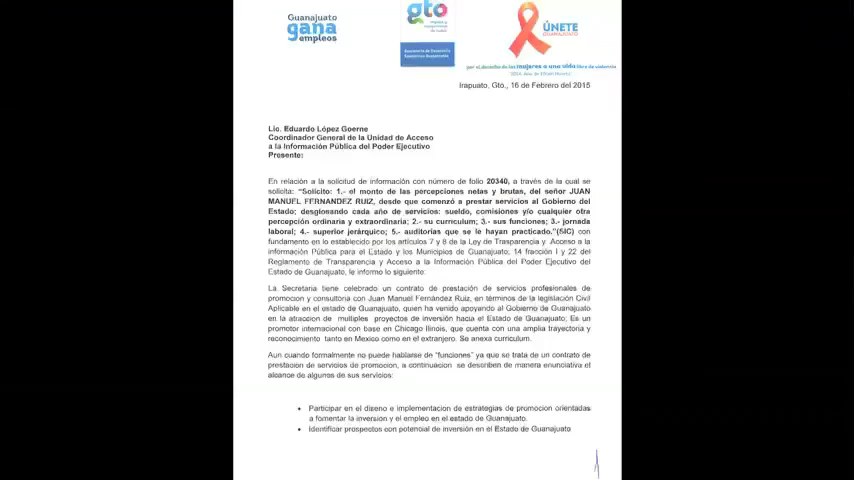 Guanajuato
gana
empleos
gto
ÚNETE
GUANAJUATO
por el derecho de las mujeres a una vida libre de violencia
Irapuato, Gto., 16 de Febrero del 2015
Lic. Eduardo López Goerne
Coordinador General de la Unidad de Acceso
a la Información Pública del Poder Ejecutivo
Presente:
En relación a la solicitud de información con número de folio 20340, a través de la cual se
solicita: "Solicito: 1.- el monto de las percepciones netas y brutas, del señor JUAN
MANUEL FERNANDEZ RUIZ, desde que comenzó a prestar servicios al Gobierno del
Estado; desglonando cada año de servicios: sueldo, comisiones y/o cualquier otra
percepción ordinaria y extraordinaria; 2.- su curriculum; 3.- sus funciones; 3.- jornada
laboral; 4.- superior jerárquico; 5.- auditorias que se le hayan practicado."(SIC) con
fundamento en lo establecido por los artículos 7 y 8 de la Ley de Trasparencia y Acceso a la
información Pública para el Estado y los Municipios de Guanajuato; 14 fracción I y 22 del
Reglamento de Transparencia y Acceso a la Información Pública del Poder Ejecutivo del
Estado de Guanajuato, le informo lo siguiente:
La Secretaria tiene celebrado un contrato de prestación de servicios profesionales de
promocion y consultoria con Juan Manuel Fernández Ruiz, en términos de la legislación Civil
Aplicable en el estado de Guanajuato, quien ha venido apoyando al Gobierno de Guanajuato
en la atraccion de multiples proyectos de inversión hacia el Estado de Guanajuato; Es un
promotor internacional con base en Chicago Ilinois, que cuenta con una amplia trayectoria y
reconocimiento tanto en Mexico como en el extranjero. Se anexa curriculum.
Aun cuando formalmente no puede hablarse de "funciones" ya que se trata de un contrato de
prestacion de servicios de promocion, a continuacion se describen de manera enunciativa el
alcance de algunos de sus servicios:
• Participar en el diseno e implementacion de estrategias de promocion orientadas
a fomentar la inversion y el empleo en el estado de Guanajuato.
• Identificar prospectos con potencial de inversión en el Estado de Guanajuato